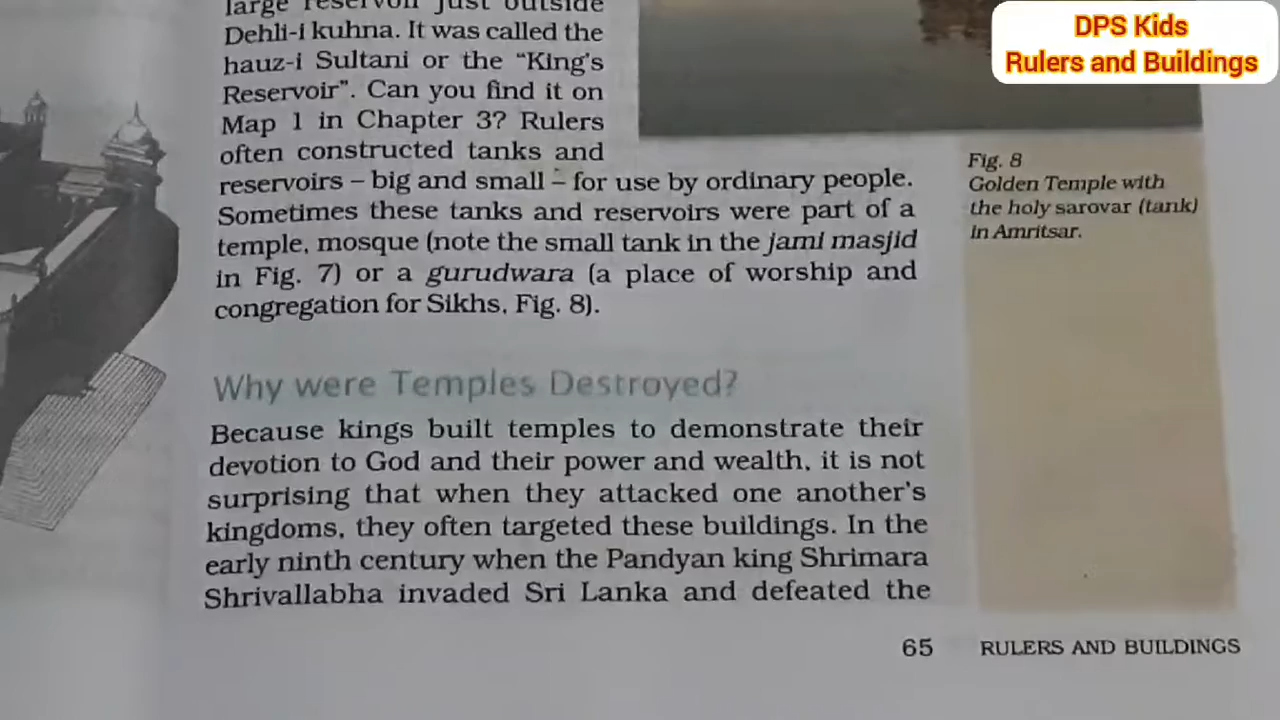 DPS Kids
Rulers and Buildings
large reservoir just outside
Dehli-i kuhna. It was called the
hauz-i Sultani or the “King’s
Reservoir”. Can you find it on
Map 1 in Chapter 3? Rulers
often constructed tanks and
reservoirs – big and small – for use by ordinary people.
Sometimes these tanks and reservoirs were part of a
temple, mosque (note the small tank in the jami masjid
in Fig. 7) or a gurudwara (a place of worship and
congregation for Sikhs, Fig. 8).
Fig. 8
Golden Temple with
the holy sarovar (tank)
in Amritsar.
Why were Temples Destroyed?
Because kings built temples to demonstrate their
devotion to God and their power and wealth, it is not
surprising that when they attacked one another’s
kingdoms, they often targeted these buildings. In the
early ninth century when the Pandyan king Shrimara
Shrivallabha invaded Sri Lanka and defeated the
65 RULERS AND BUILDINGS